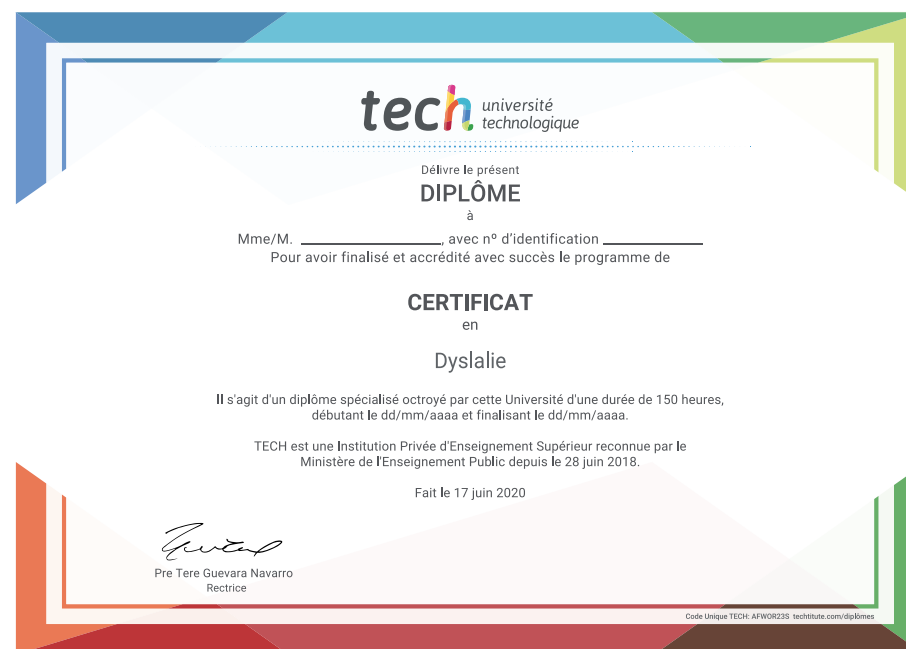 tech université
technologique
Délivre le présent
DIPLÔME
à
Mme/M. ____________________, avec nº d'identification ______________
Pour avoir finalisé et accrédité avec succès le programme de
CERTIFICAT
en
Dyslalie
Il s'agit d'un diplôme spécialisé octroyé par cette Université d'une durée de 150 heures,
débutant le dd/mm/aaaa et finalisant le dd/mm/aaaa.
TECH est une Institution Privée d'Enseignement Supérieur reconnue par le
Ministère de l'Enseignement Public depuis le 28 juin 2018.
Fait le 17 juin 2020
Pre Tere Guevara Navarro
Rectrice
Code Unique TECH: AFWOR23S techtitute.com/diplômes